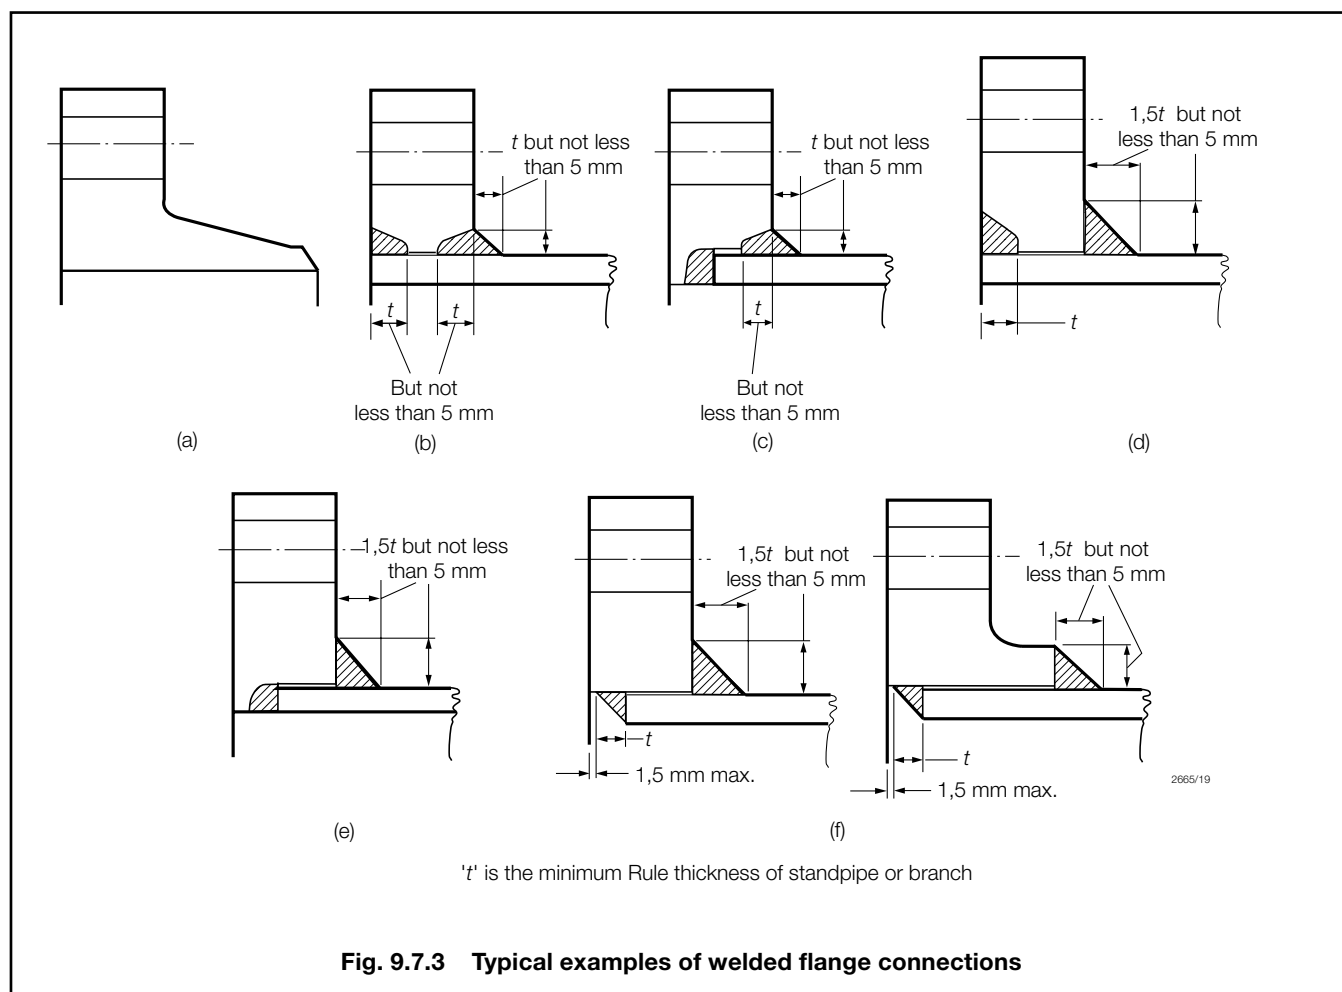 t but not less
than 5 mm
t but not less
than 5 mm
1,5t but not
less than 5 mm
t
t
t
t
But not
less than 5 mm
But not
less than 5 mm
(a)
(b)
(c)
(d)
1,5t but not less
than 5 mm
1,5t but not
less than 5 mm
1,5t but not
less than 5 mm
t
1,5 mm max.
t
1,5 mm max.
2665/19
(e)
(f)
't' is the minimum Rule thickness of standpipe or branch
Fig. 9.7.3 Typical examples of welded flange connections